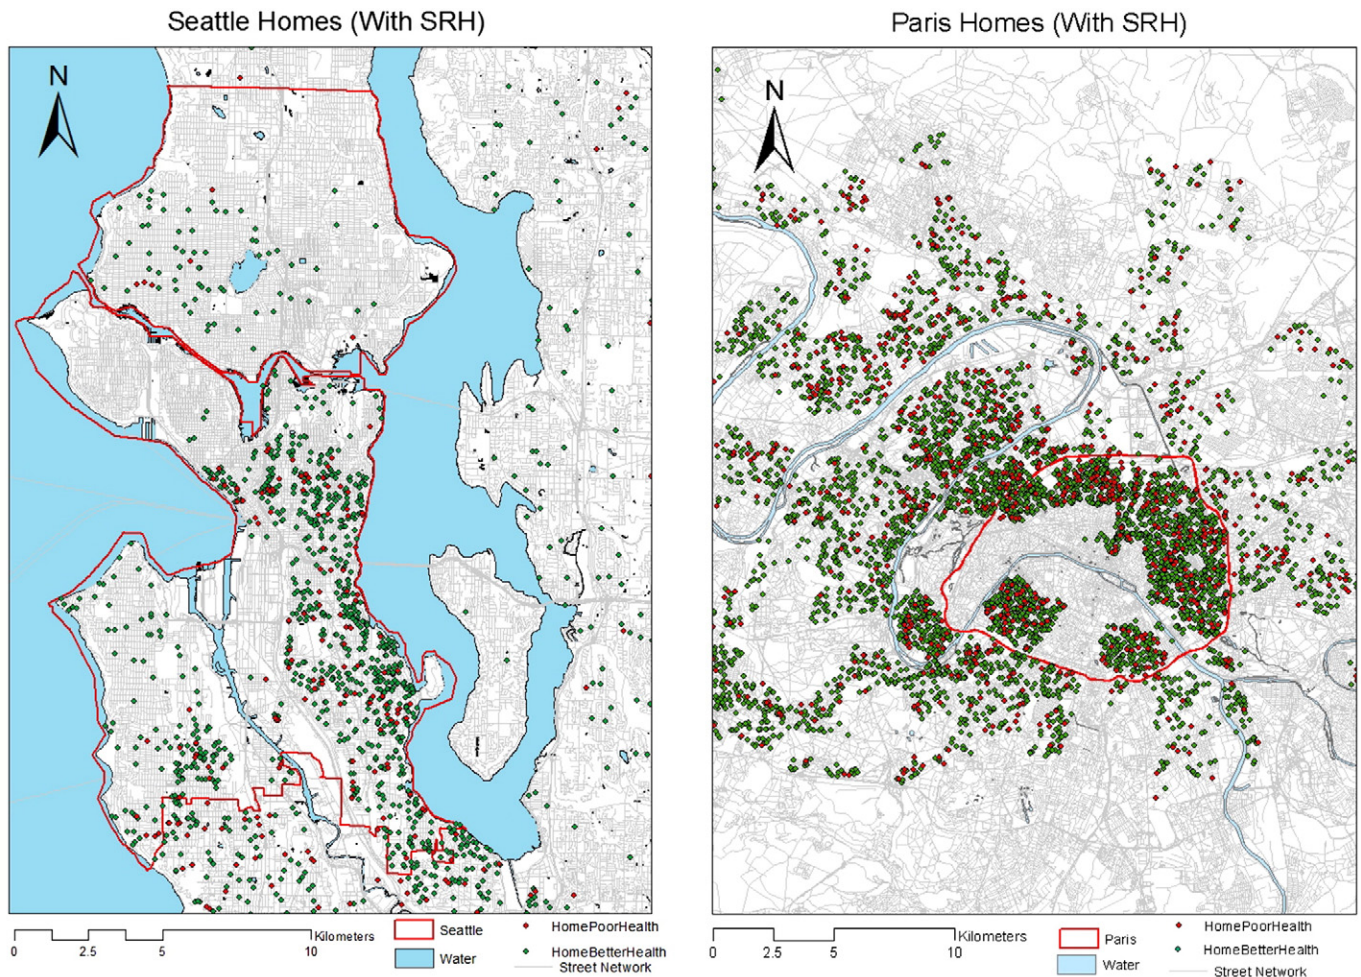 Seattle Homes (With SRH)
N
0 2.5 5 10 Kilometers
Seattle
Water
HomePoorHealth
HomeBetterHealth
Street Network
Paris Homes (With SRH)
N
0 2.5 5 10 Kilometers
Paris
Water
HomePoorHealth
HomeBetterHealth
Street Network